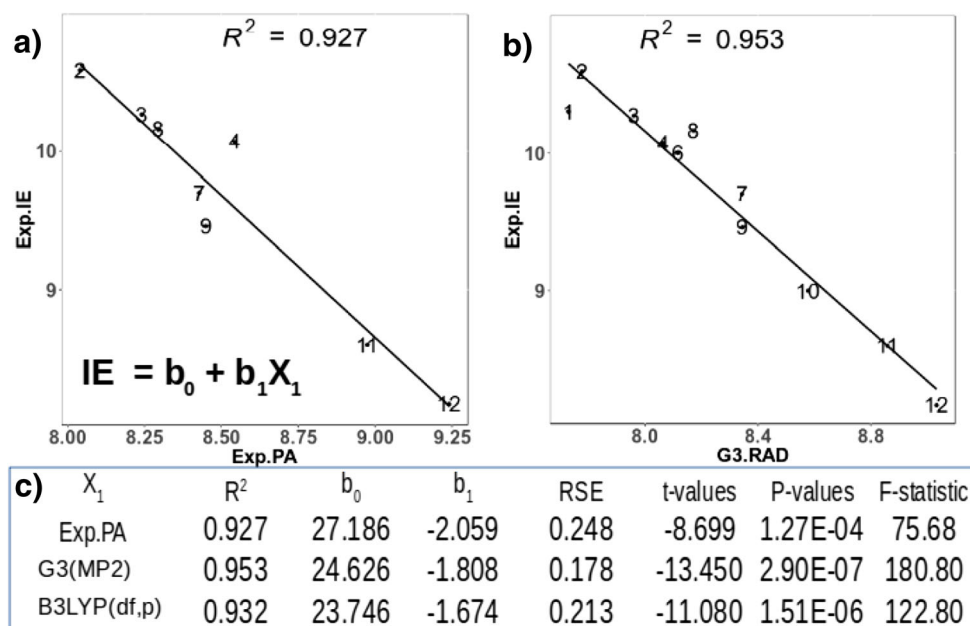 a)
R² = 0.927
2
3
8
4
7
9
11
12
10
9
Exp.IE
IE = b₀ + b₁X₁
8.00 8.25 8.50 8.75 9.00 9.25
Exp.PA
b)
R² = 0.953
2
1
3
8
4
6
7
9
10
11
12
10
9
Exp.IE
8.0 8.4 8.8
G3.RAD
c) X₁ R² b₀ b₁ RSE t-values P-values F-statistic
Exp.PA 0.927 27.186 -2.059 0.248 -8.699 1.27E-04 75.68
G3(MP2) 0.953 24.626 -1.808 0.178 -13.450 2.90E-07 180.80
B3LYP(df,p) 0.932 23.746 -1.674 0.213 -11.080 1.51E-06 122.80